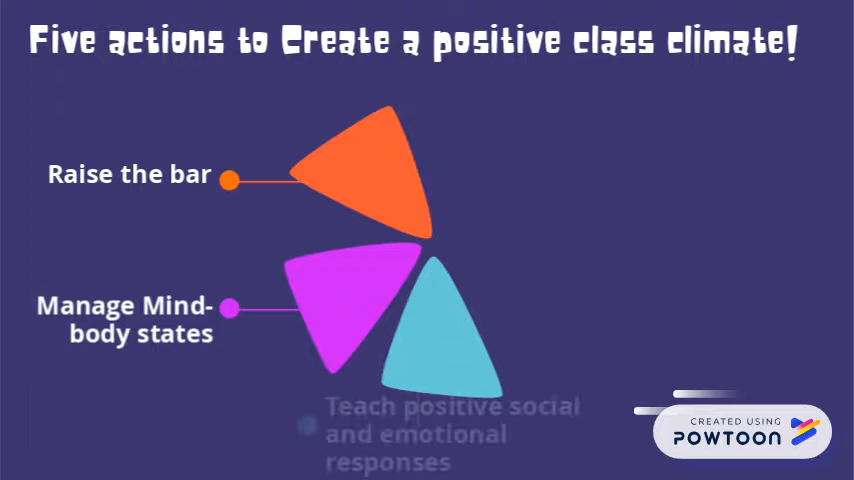 Five actions to Create a positive class climate!
Raise the bar
Manage Mind-
body states
Teach positive social
and emotional
responses
CREATED USING
POWTOON